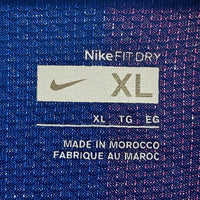 NikeFIT DRY
XL
XL TG EG
MADE IN MOROCCO
FABRIQUE AU MAROC